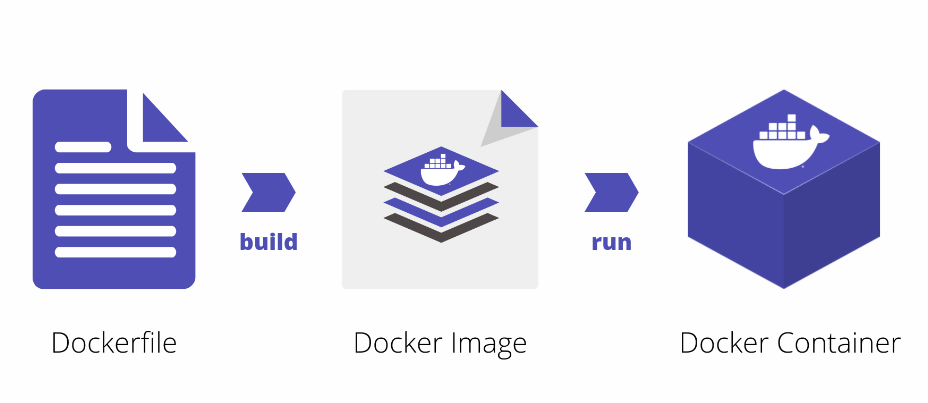 build
run
Dockerfile
Docker Image
Docker Container